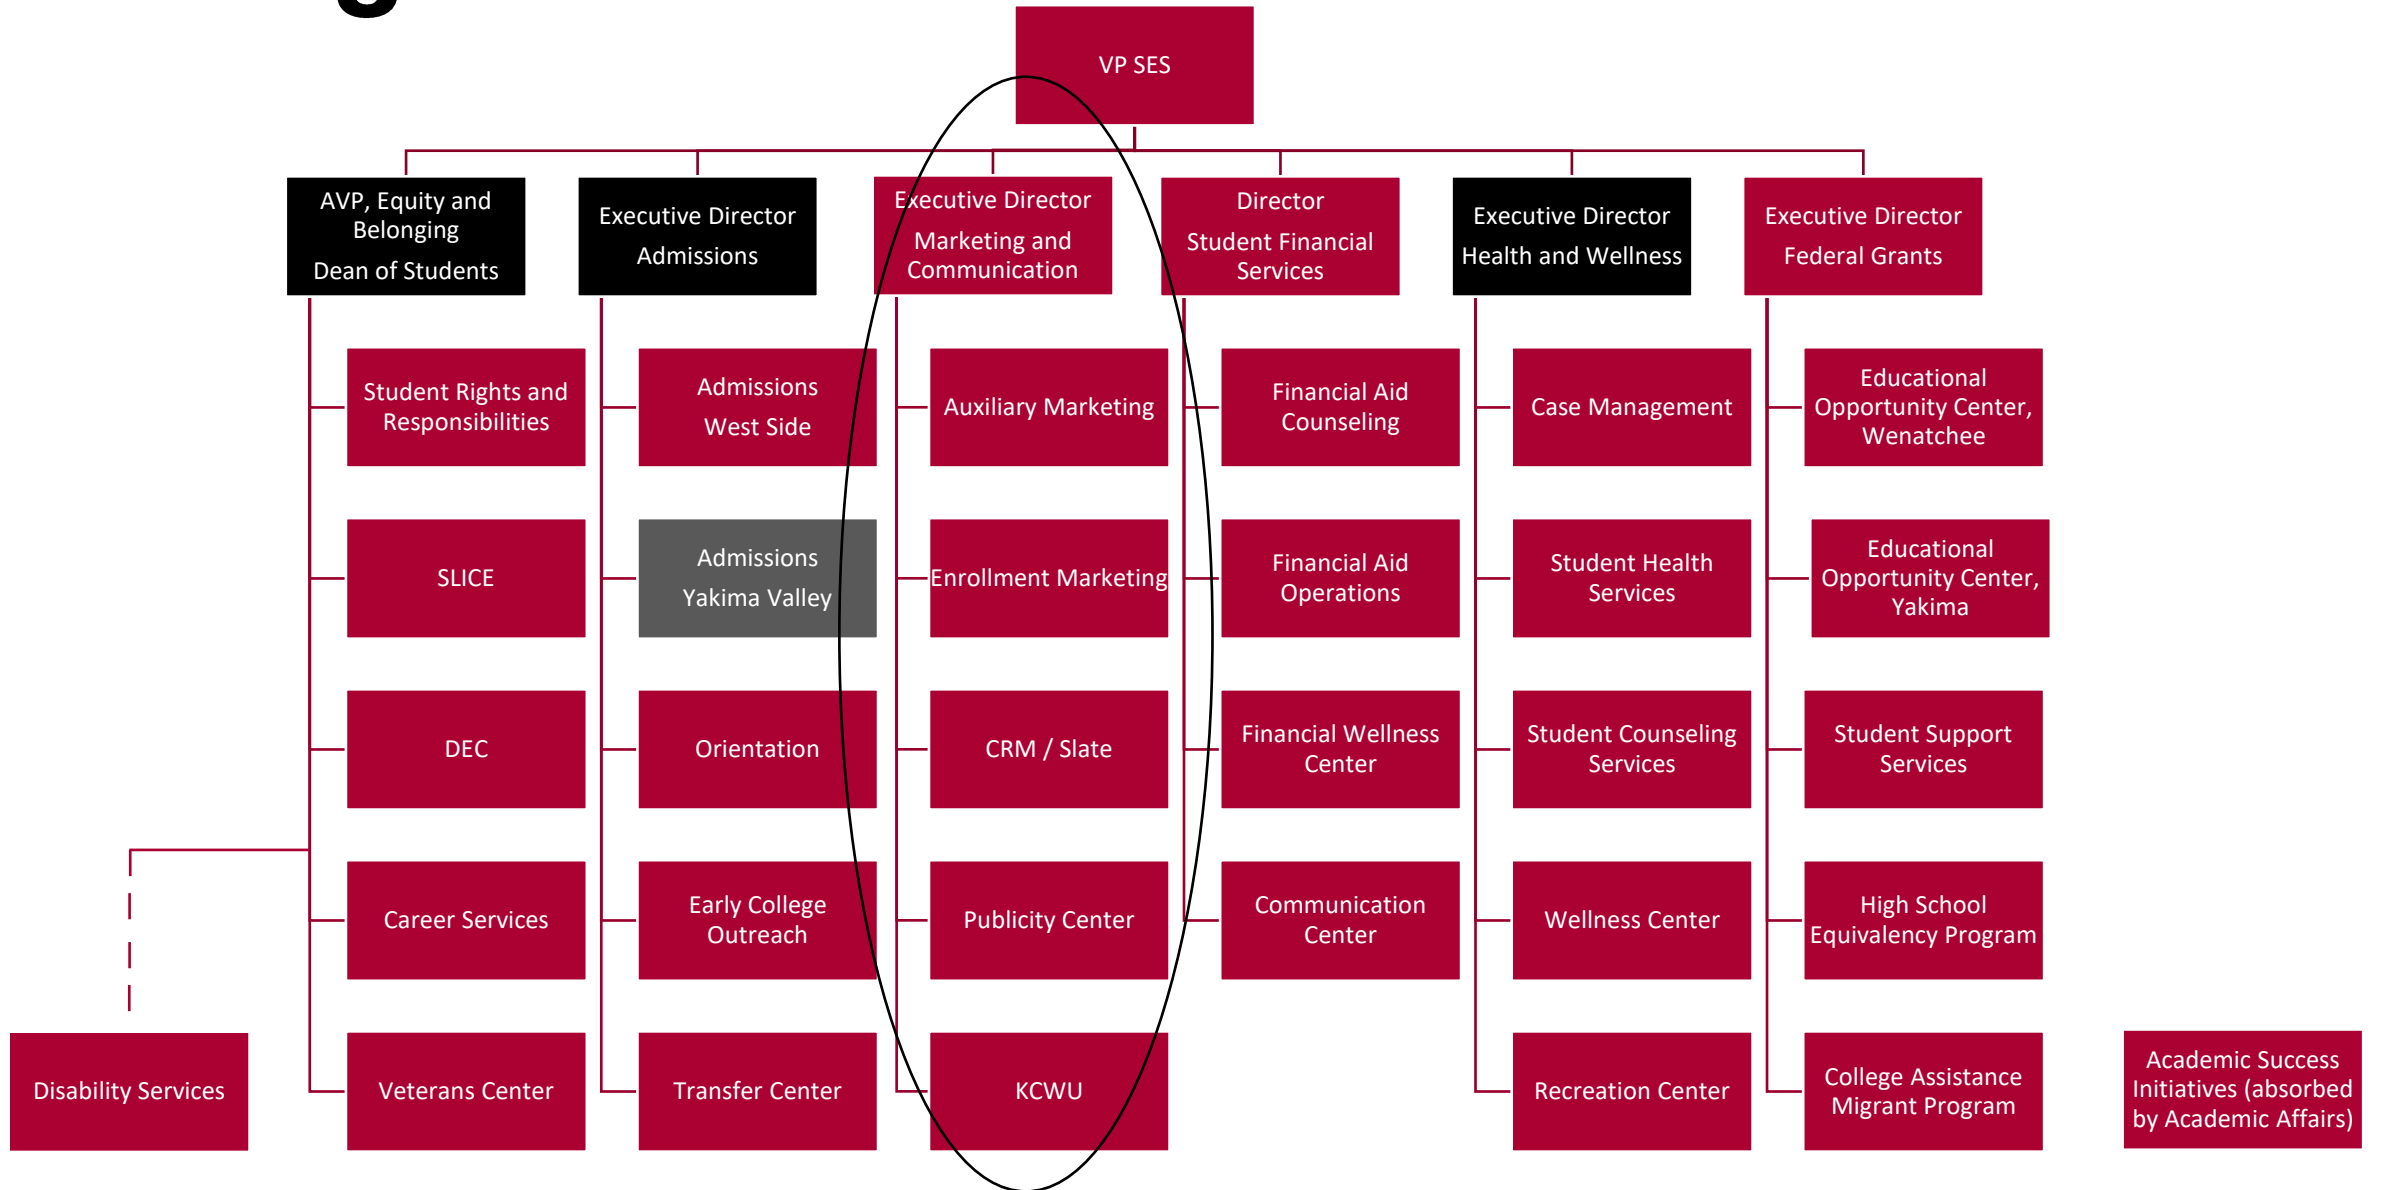 g
VP SES
AVP, Equity and
Belonging
Dean of Students
Executive Director
Admissions
Executive Director
Marketing and
Communication
Director
Student Financial
Services
Executive Director
Health and Wellness
Executive Director
Federal Grants
Student Rights and
Responsibilities
Admissions
West Side
Auxiliary Marketing
Financial Aid
Counseling
Case Management
Educational
Opportunity Center,
Wenatchee
SLICE
Admissions
Yakima Valley
Enrollment Marketing
Financial Aid
Operations
Student Health
Services
Educational
Opportunity Center,
Yakima
DEC
Orientation
CRM / Slate
Financial Wellness
Center
Student Counseling
Services
Student Support
Services
Career Services
Early College
Outreach
Publicity Center
Communication
Center
Wellness Center
High School
Equivalency Program
Disability Services
Veterans Center
Transfer Center
KCWU
Recreation Center
College Assistance
Migrant Program
Academic Success
Initiatives (absorbed
by Academic Affairs)